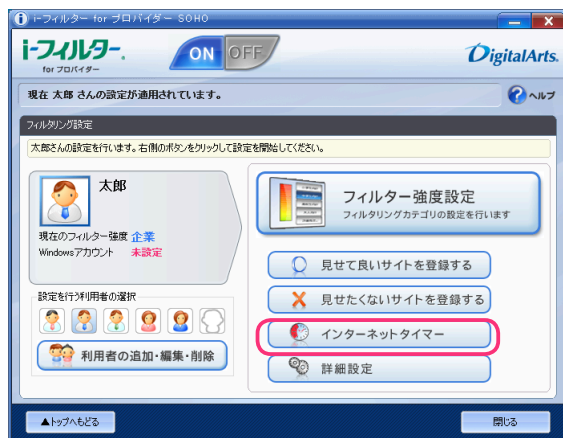 i-フィルター for プロバイダー SOHO
i-フィルター.
for プロバイダー
ON OFF
DigitalArts.
現在 太郎 さんの設定が適用されています。
ヘルプ
フィルタリング設定
太郎さんの設定を行います。右側のボタンをクリックして設定を開始してください。
太郎
現在のフィルター強度 企業
Windowsアカウント 未設定
設定を行う利用者の選択
利用者の追加・編集・削除
フィルター強度設定
フィルタリングカテゴリの設定を行います
見せて良いサイトを登録する
見せたくないサイトを登録する
インターネットタイマー
詳細設定
▲トップへもどる
閉じる